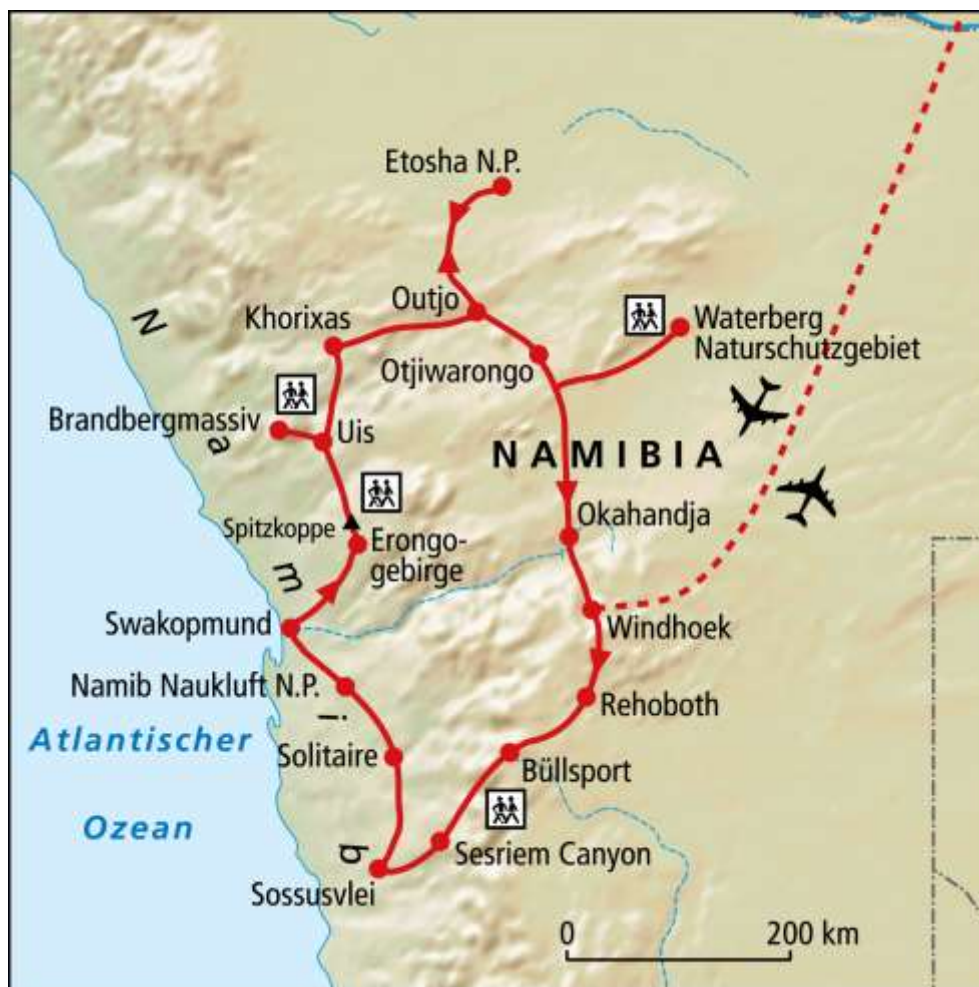 Etosha N.P.
Outjo
Khorixas
Waterberg
Naturschutzgebiet
Otjiwarongo
Brandbergmassiv
Uis
NAMIBIA
Okahandja
Spitzkoppe
Erongo-
gebirge
Swakopmund
Windhoek
Namib Naukluft N.P.
Rehoboth
Namib
Atlantischer
Ozean
Solitaire
Büllsport
Sesriem Canyon
Sossusvlei
0 200 km